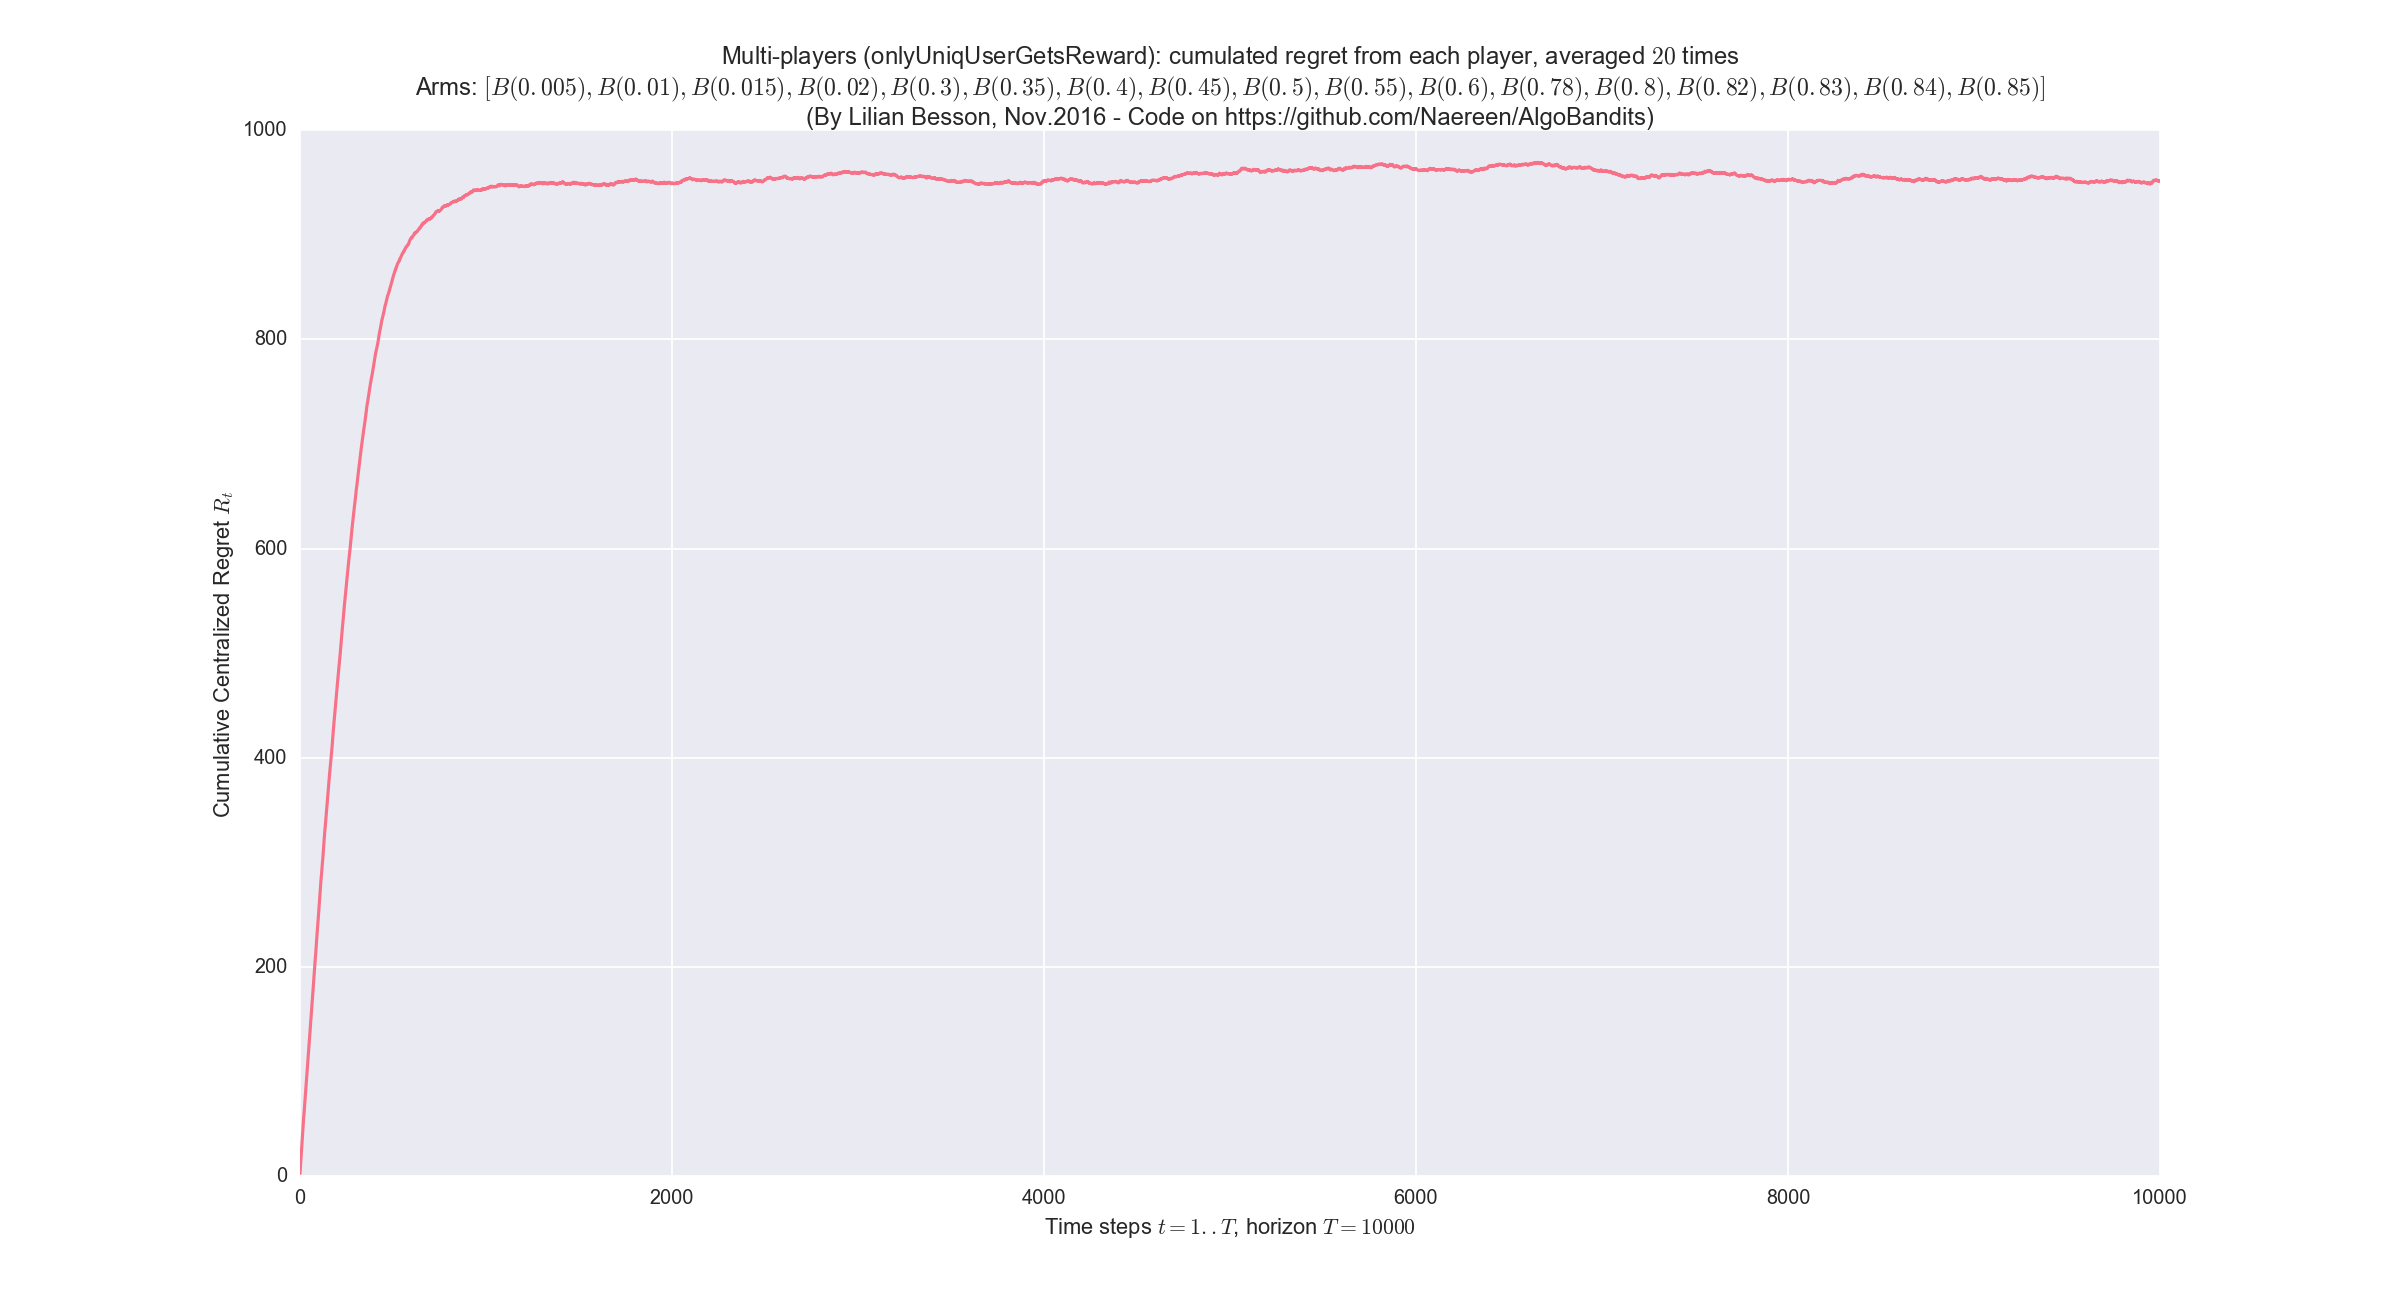 Multi-players (onlyUniqUserGetsReward): cumulated regret from each player, averaged 20 times
Arms: [B(0.005), B(0.01), B(0.015), B(0.02), B(0.3), B(0.35), B(0.4), B(0.45), B(0.5), B(0.55), B(0.6), B(0.78), B(0.8), B(0.82), B(0.83), B(0.84), B(0.85)]
(By Lilian Besson, Nov.2016 - Code on https://github.com/Naereen/AlgoBandits)
1000
800
600
400
200
0
Cumulative Centralized Regret R_t
0 2000 4000 6000 8000 10000
Time steps t = 1..T, horizon T = 10000